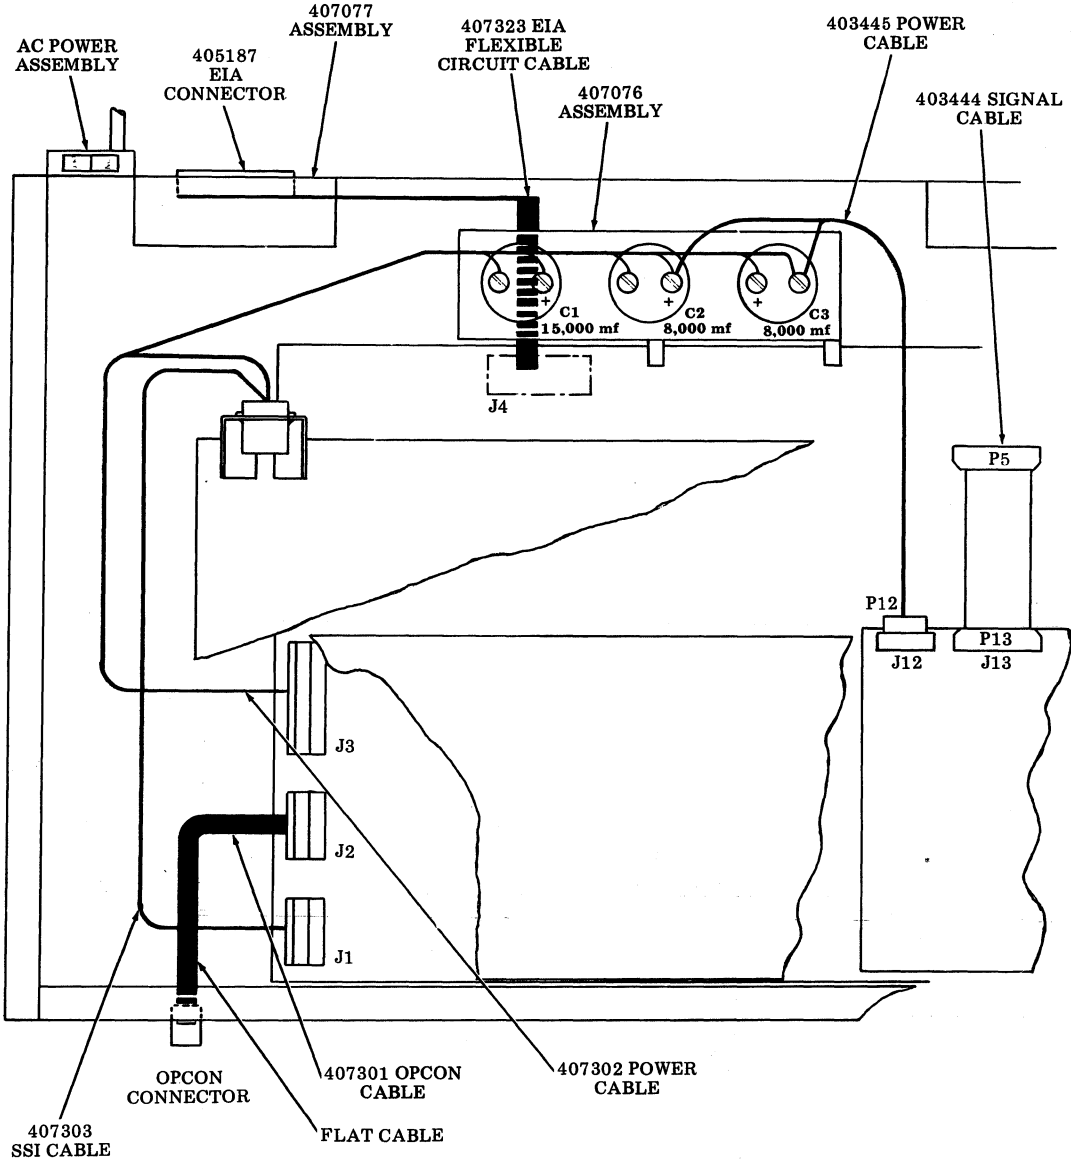 407077
ASSEMBLY
407323 EIA
FLEXIBLE
CIRCUIT CABLE
403445 POWER
CABLE
AC POWER
ASSEMBLY
405187
EIA
CONNECTOR
407076
ASSEMBLY
403444 SIGNAL
CABLE
+
C1
15,000 mf
+
C2
8,000 mf
+
C3
8,000 mf
J4
P5
P12
J12
P13
J13
J3
J2
J1
OPCON
CONNECTOR
407301 OPCON
CABLE
407302 POWER
CABLE
407303
SSI CABLE
FLAT CABLE